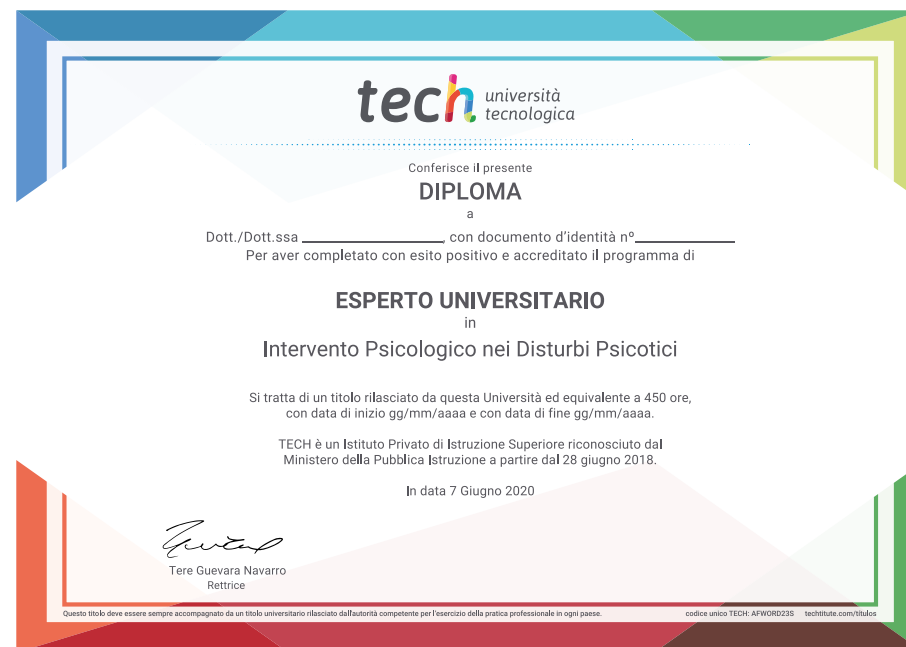 tech università
tecnologica
Conferisce il presente
DIPLOMA
a
Dott./Dott.ssa ____________________, con documento d'identità nº______________
Per aver completato con esito positivo e accreditato il programma di
ESPERTO UNIVERSITARIO
in
Intervento Psicologico nei Disturbi Psicotici
Si tratta di un titolo rilasciato da questa Università ed equivalente a 450 ore,
con data di inizio gg/mm/aaaa e con data di fine gg/mm/aaaa.
TECH è un Istituto Privato di Istruzione Superiore riconosciuto dal
Ministero della Pubblica Istruzione a partire dal 28 giugno 2018.
In data 7 Giugno 2020
Tere Guevara Navarro
Rettrice
Questo titolo deve essere sempre accompagnato da un titolo universitario rilasciato dall'autorità competente per l'esercizio della pratica professionale in ogni paese. codice unico TECH: AFWORD23S techtitute.com/titulos